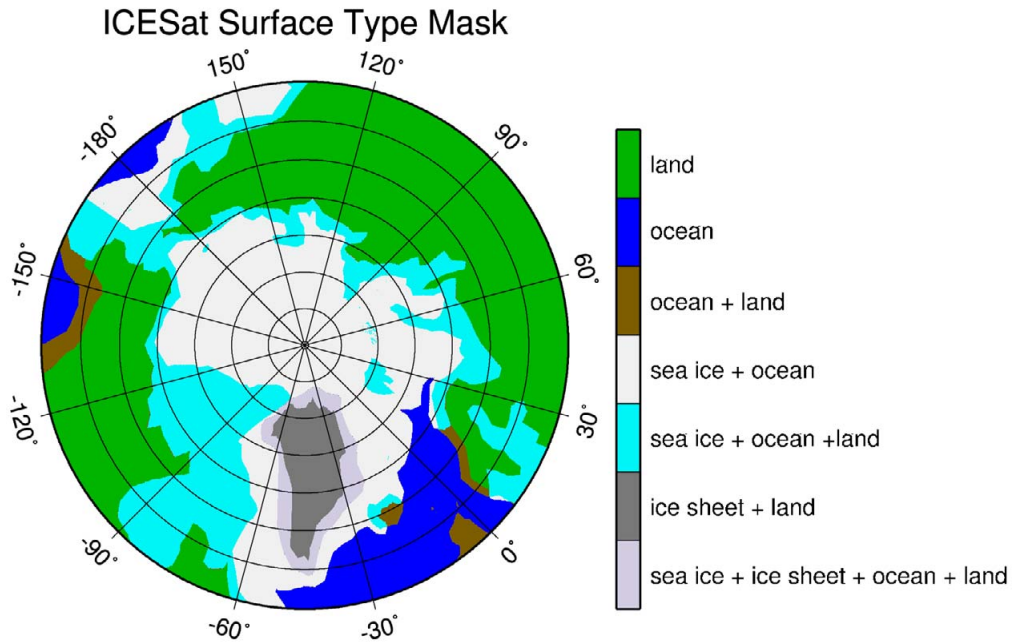 ICESat Surface Type Mask
150°
120°
-180°
90°
-150°
60°
-120°
30°
-90°
0°
-60°
-30°
land
ocean
ocean + land
sea ice + ocean
sea ice + ocean +land
ice sheet + land
sea ice + ice sheet + ocean + land